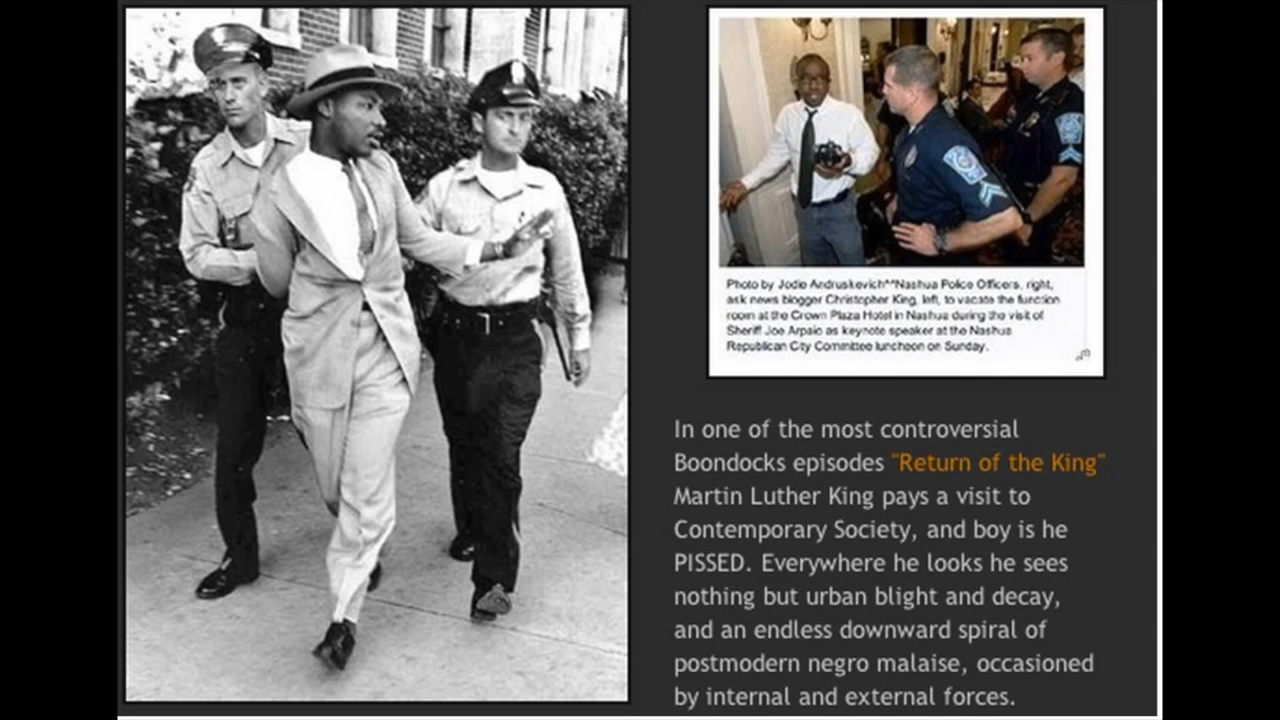 Photo by Jodie Andruskevich^^Nashua Police Officers, right,
ask news blogger Christopher King, left, to vacate the function
room at the Crown Plaza Hotel in Nashua during the visit of
Sheriff Joe Arpaio as keynote speaker at the Nashua
Republican City Committee luncheon on Sunday.
In one of the most controversial
Boondocks episodes "Return of the King"
Martin Luther King pays a visit to
Contemporary Society, and boy is he
PISSED. Everywhere he looks he sees
nothing but urban blight and decay,
and an endless downward spiral of
postmodern negro malaise, occasioned
by internal and external forces.